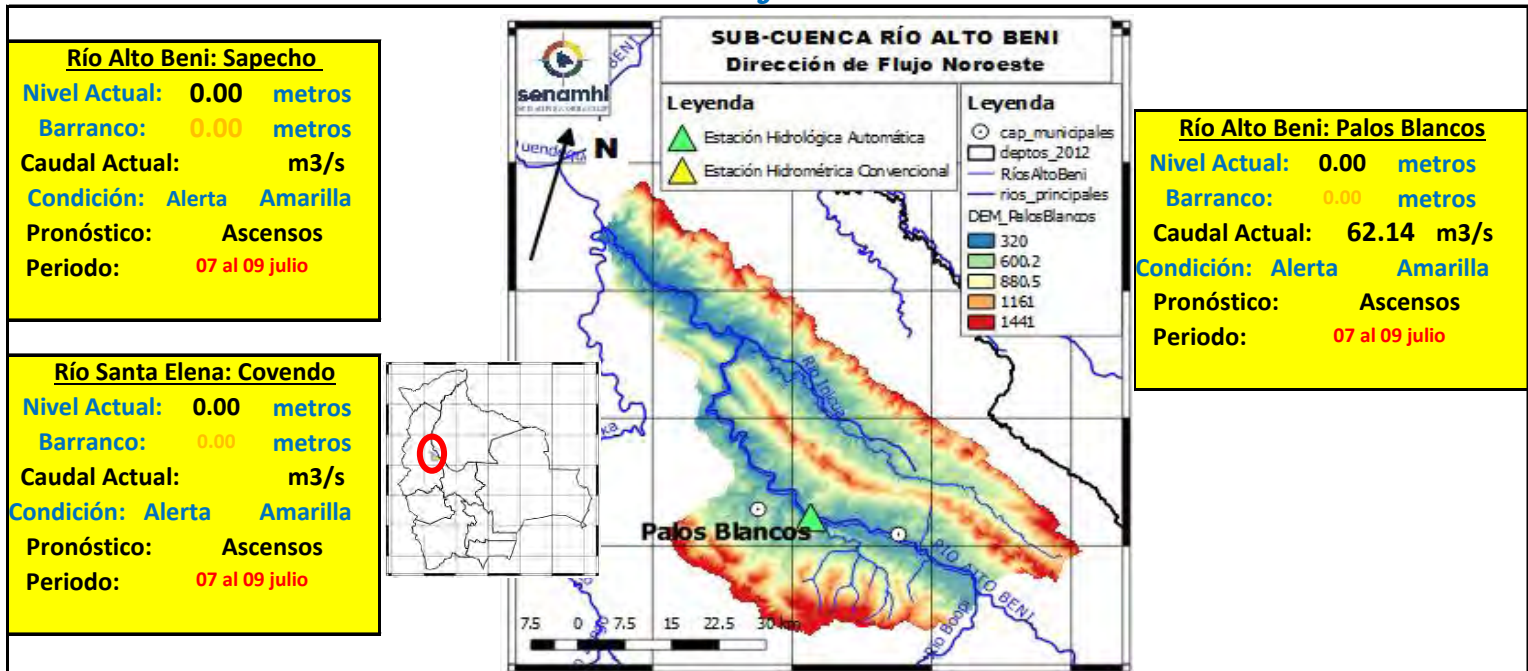 Río Alto Beni: Sapecho
Nivel Actual: 0.00 metros
Barranco: 0.00 metros
Caudal Actual: m3/s
Condición: Alerta Amarilla
Pronóstico: Ascensos
Periodo: 07 al 09 julio
Río Santa Elena: Covendo
Nivel Actual: 0.00 metros
Barranco: 0.00 metros
Caudal Actual: m3/s
Condición: Alerta Amarilla
Pronóstico: Ascensos
Periodo: 07 al 09 julio
senamhi
N
SUB-CUENCA RÍO ALTO BENI
Dirección de Flujo Noroeste
Leyenda
Estación Hidrológica Automática
Estación Hidrométrica Convencional
Leyenda
cap_municipales
deptos_2012
RíosAltoBeni
rios_principales
DEM_PalosBlancos
320
600.2
880.5
1161
1441
BENI
Río Inicua
Palos Blancos
RÍO ALTO BENI
Río Boopi
7.5 0 7.5 15 22.5 30 km
Río Alto Beni: Palos Blancos
Nivel Actual: 0.00 metros
Barranco: 0.00 metros
Caudal Actual: 62.14 m3/s
Condición: Alerta Amarilla
Pronóstico: Ascensos
Periodo: 07 al 09 julio